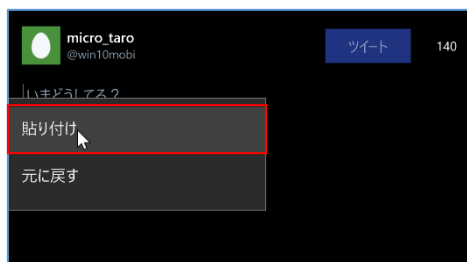 micro_taro
@win10mobi
ツイート
140
いまどうしてる？
貼り付け
元に戻す